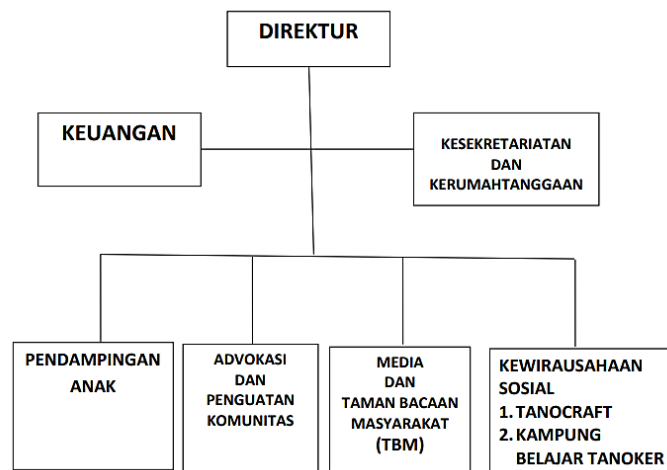 DIREKTUR
KEUANGAN
KESEKRETARIATAN
DAN
KERUMAHTANGGAAN
PENDAMPINGAN
ANAK
ADVOKASI
DAN
PENGUATAN
KOMUNITAS
MEDIA
DAN
TAMAN BACAAN
MASYARAKAT
(TBM)
KEWIRAUSAHAAN
SOSIAL
1. TANOCRAFT
2. KAMPUNG
BELAJAR TANOKER